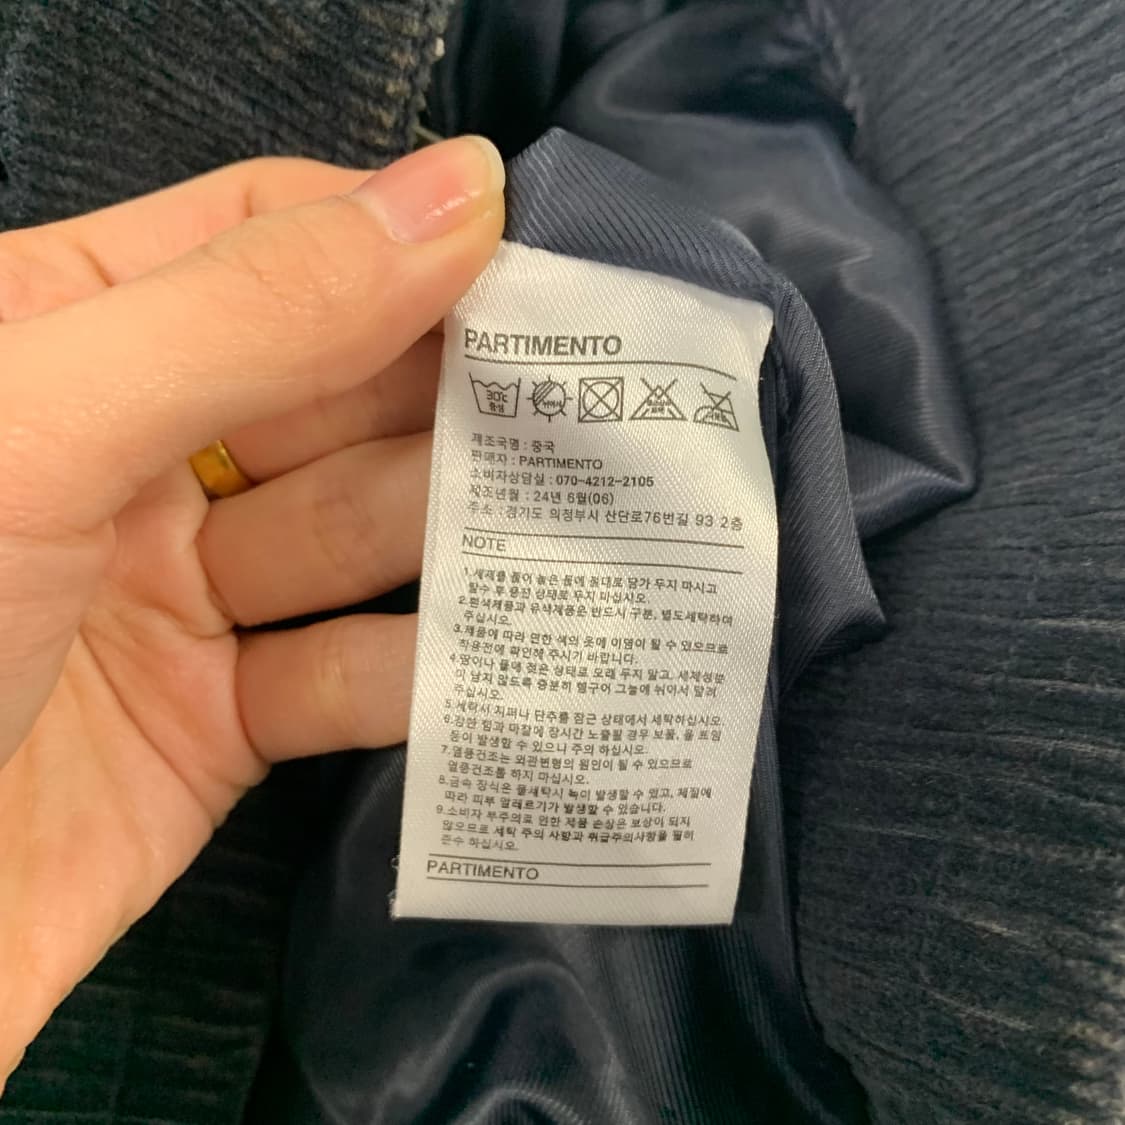 PARTIMENTO
30℃
중성
뉘어서
제조국명 : 중국
판매자 : PARTIMENTO
소비자상담실 : 070-4212-2105
제조년월 : 24년 6월(06)
주소 : 경기도 의정부시 산단로76번길 93 2층
NOTE
1.세제를 풀어 놓은 물에 절대로 담가 두지 마시고
탈수 후 용전 상태로 두지 마십시오.
2.흰색제품과 유색제품은 반드시 구분, 별도세탁하여
주십시오.
3.제품에 따라 연한 색의 옷에 이염이 될 수 있으므로
착용전에 확인해 주시기 바랍니다.
4.땀이나 물에 젖은 상태로 오래 두지 말고, 세제성분
이 남지 않도록 충분히 헹구어 그늘에 뉘어서 말려
주십시오.
5.세탁시 지퍼나 단추를 잠근 상태에서 세탁하십시오.
6.강한 힘과 마찰에 장시간 노출될 경우 보풀, 올 트임
등이 발생할 수 있으니 주의 하십시오.
7.열풍건조는 외관변형의 원인이 될 수 있으므로
열풍건조를 하지 마십시오.
8.금속 장식은 물세탁시 녹이 발생할 수 있고, 체질에
따라 피부 알레르기가 발생할 수 있습니다.
9.소비자 부주의로 인한 제품 손상은 보상이 되지
않으므로 세탁 주의 사항과 취급주의사항을 필히
준수 하십시오.
PARTIMENTO